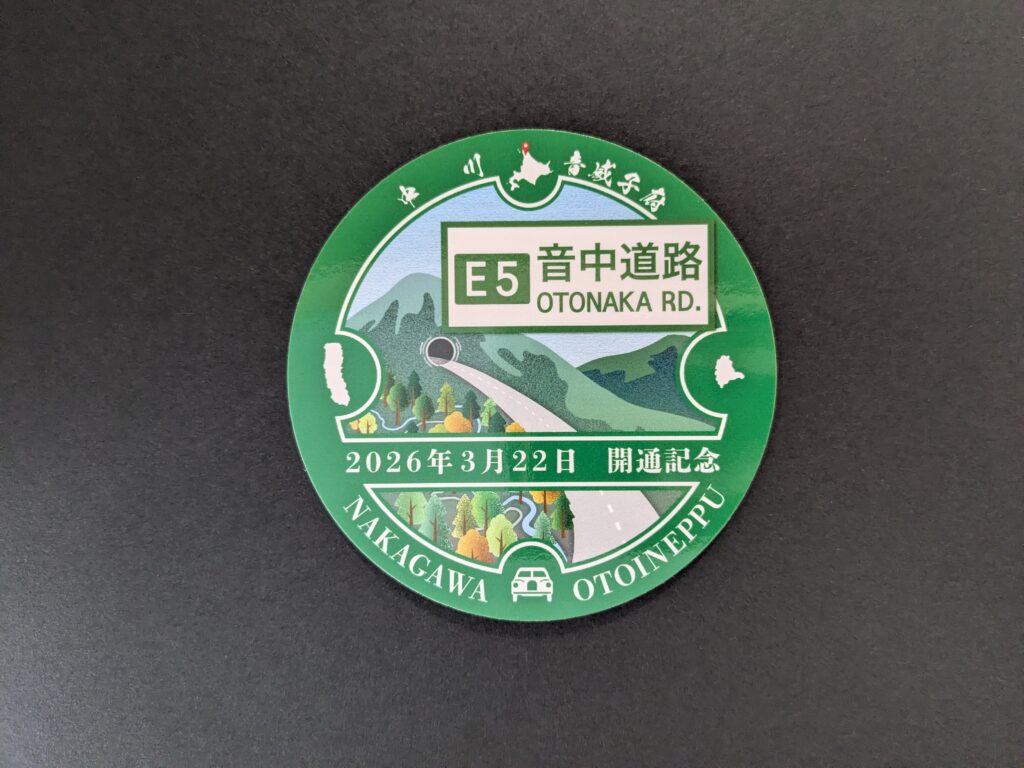 中川 音威子府
E5 音中道路
OTONAKA RD.
2026年3月22日 開通記念
NAKAGAWA OTOINEPPU